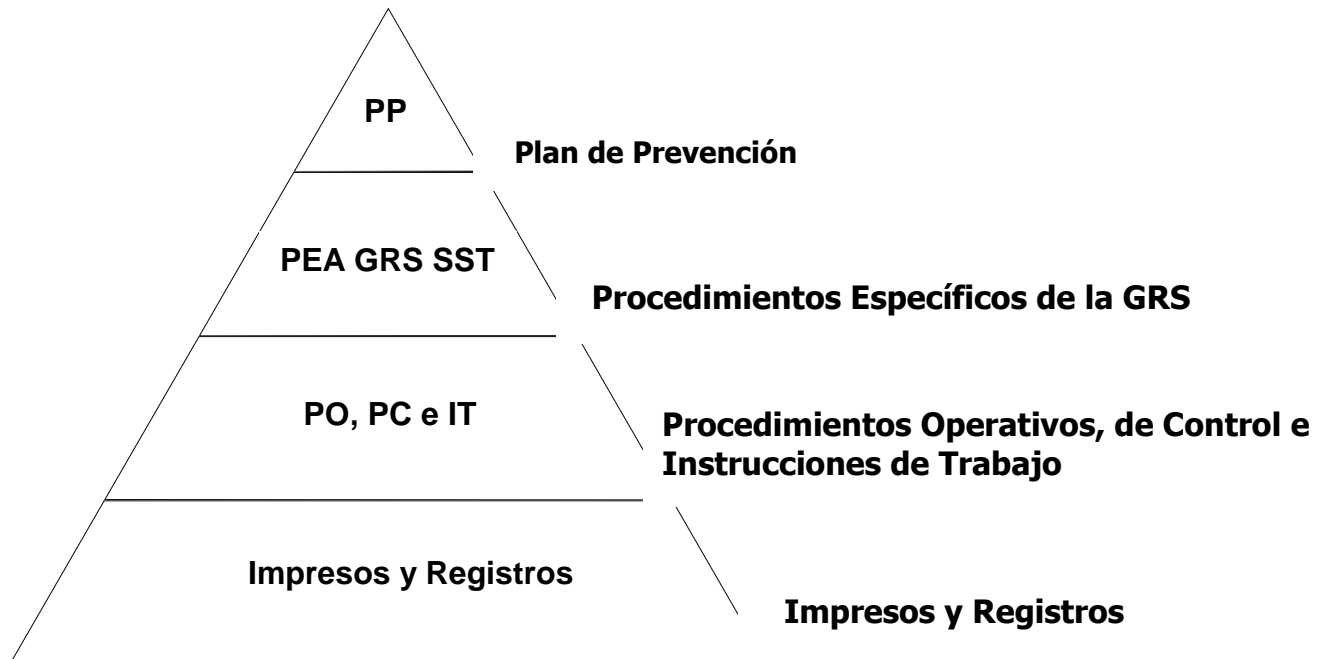 PP
Plan de Prevención
PEA GRS SST
Procedimientos Específicos de la GRS
PO, PC e IT
Procedimientos Operativos, de Control e
Instrucciones de Trabajo
Impresos y Registros
Impresos y Registros